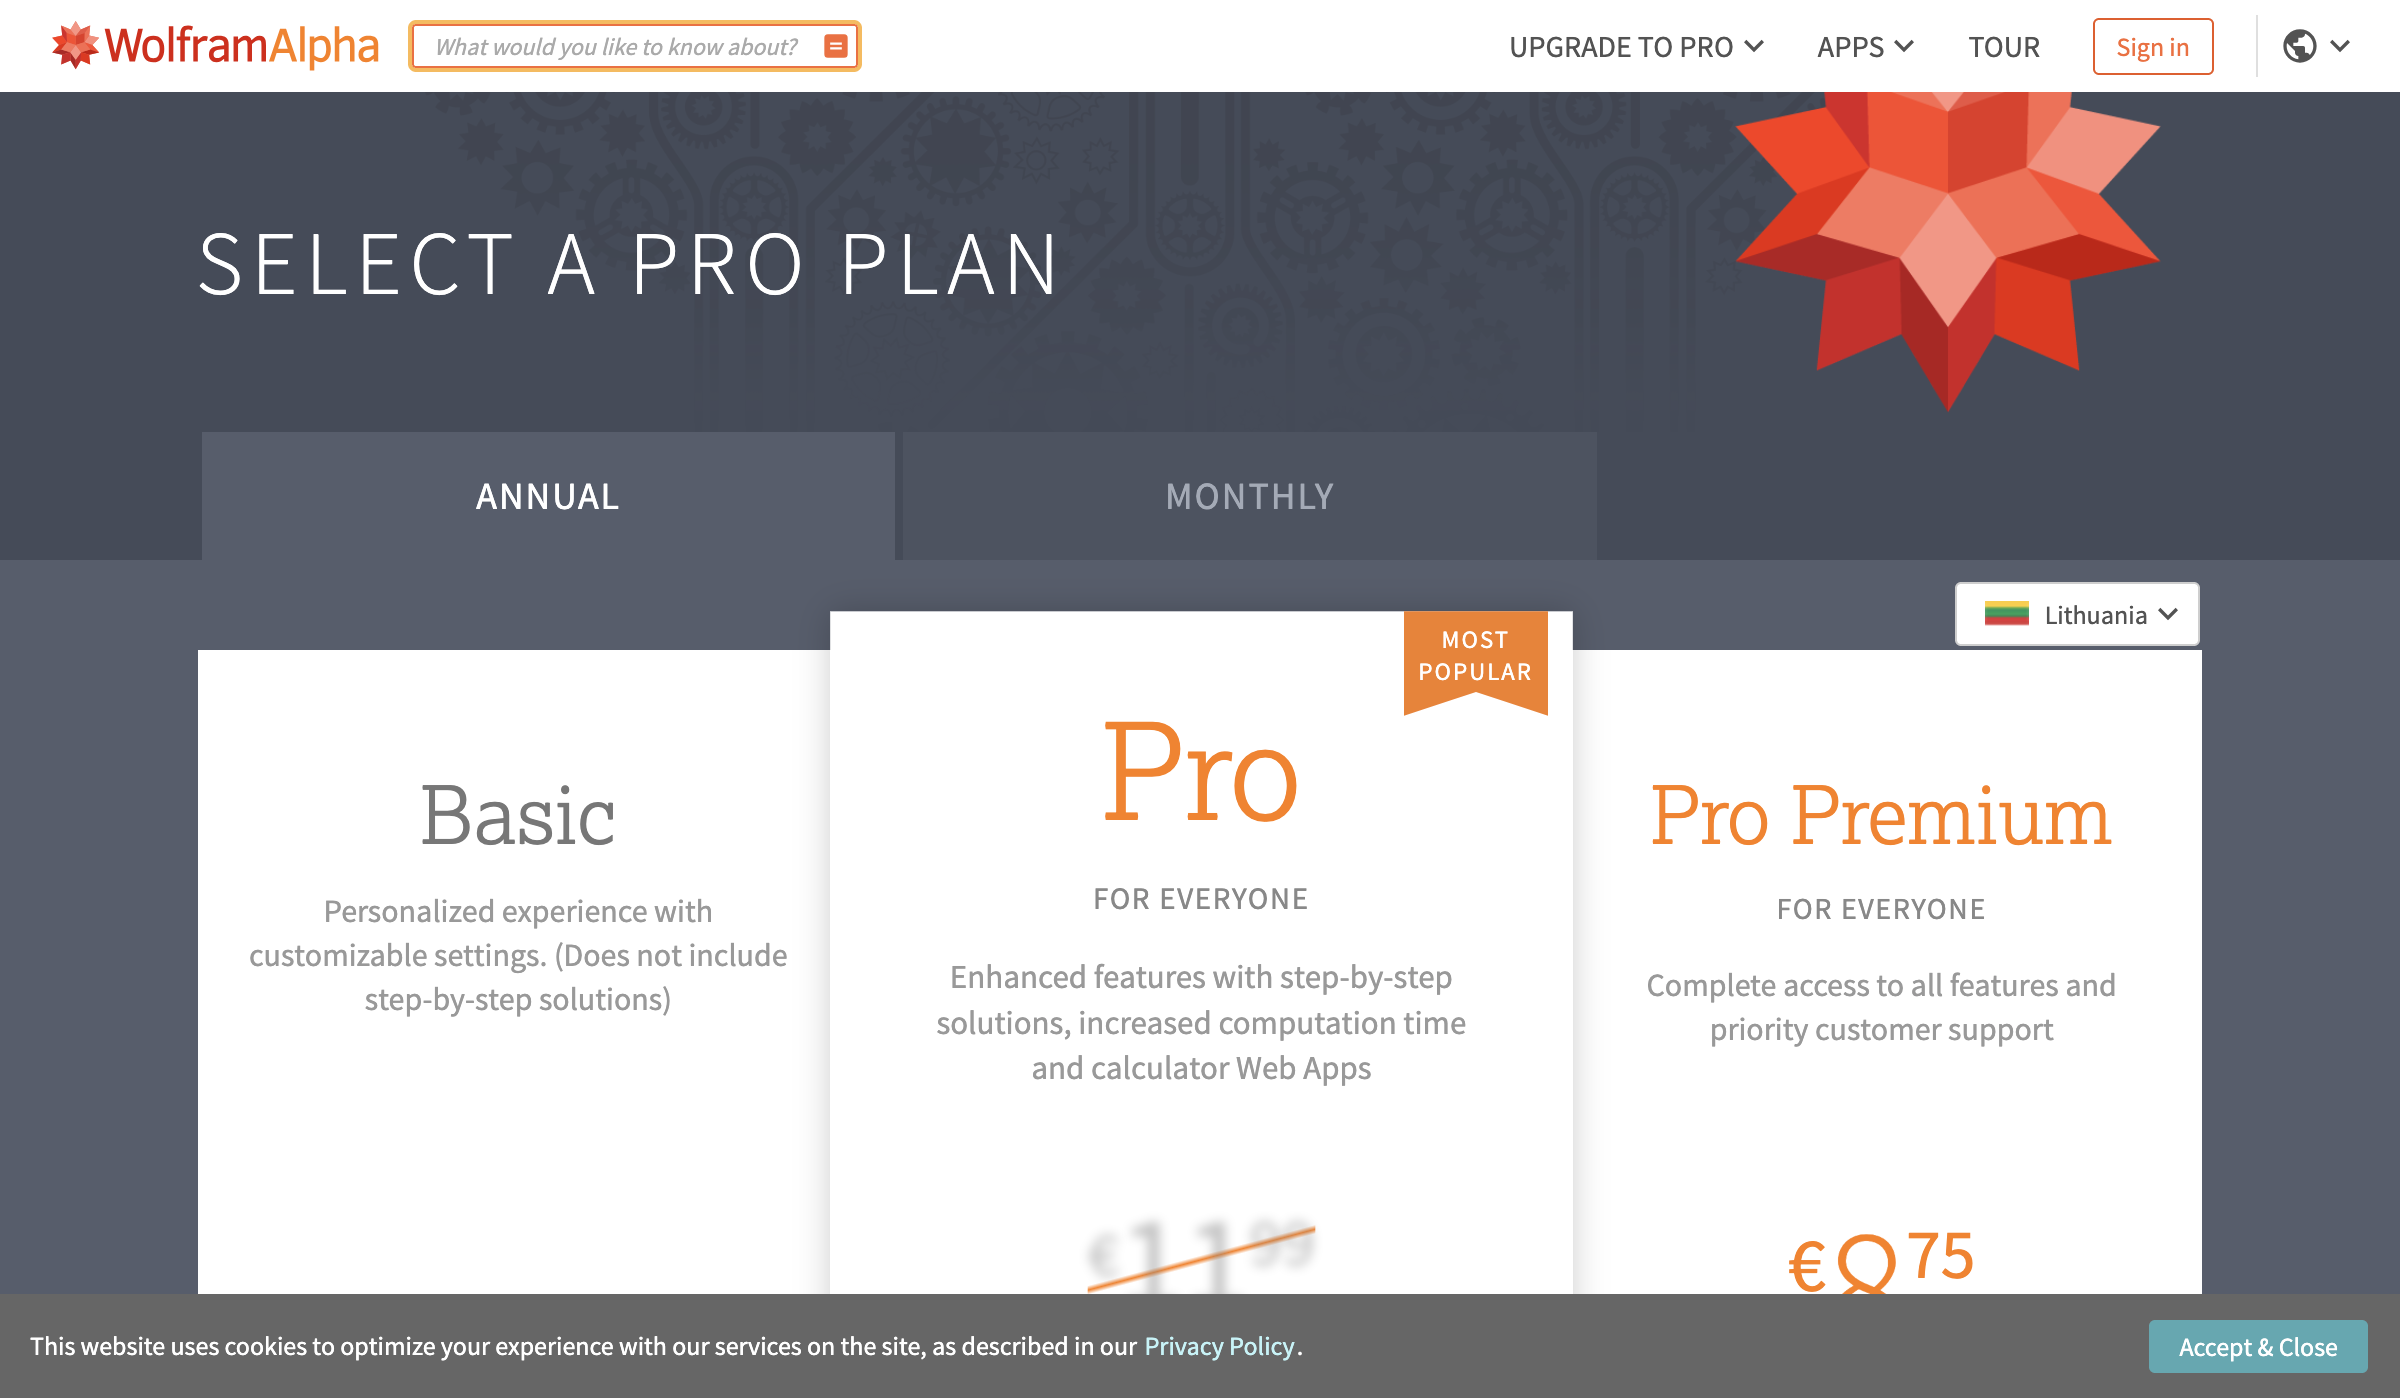 WolframAlpha
What would you like to know about?
UPGRADE TO PRO
APPS
TOUR
Sign in
SELECT A PRO PLAN
ANNUAL
MONTHLY
Lithuania
Basic
Personalized experience with
customizable settings. (Does not include
step-by-step solutions)
MOST
POPULAR
Pro
FOR EVERYONE
Enhanced features with step-by-step
solutions, increased computation time
and calculator Web Apps
€11 99
Pro Premium
FOR EVERYONE
Complete access to all features and
priority customer support
€8 75
This website uses cookies to optimize your experience with our services on the site, as described in our Privacy Policy.
Accept & Close